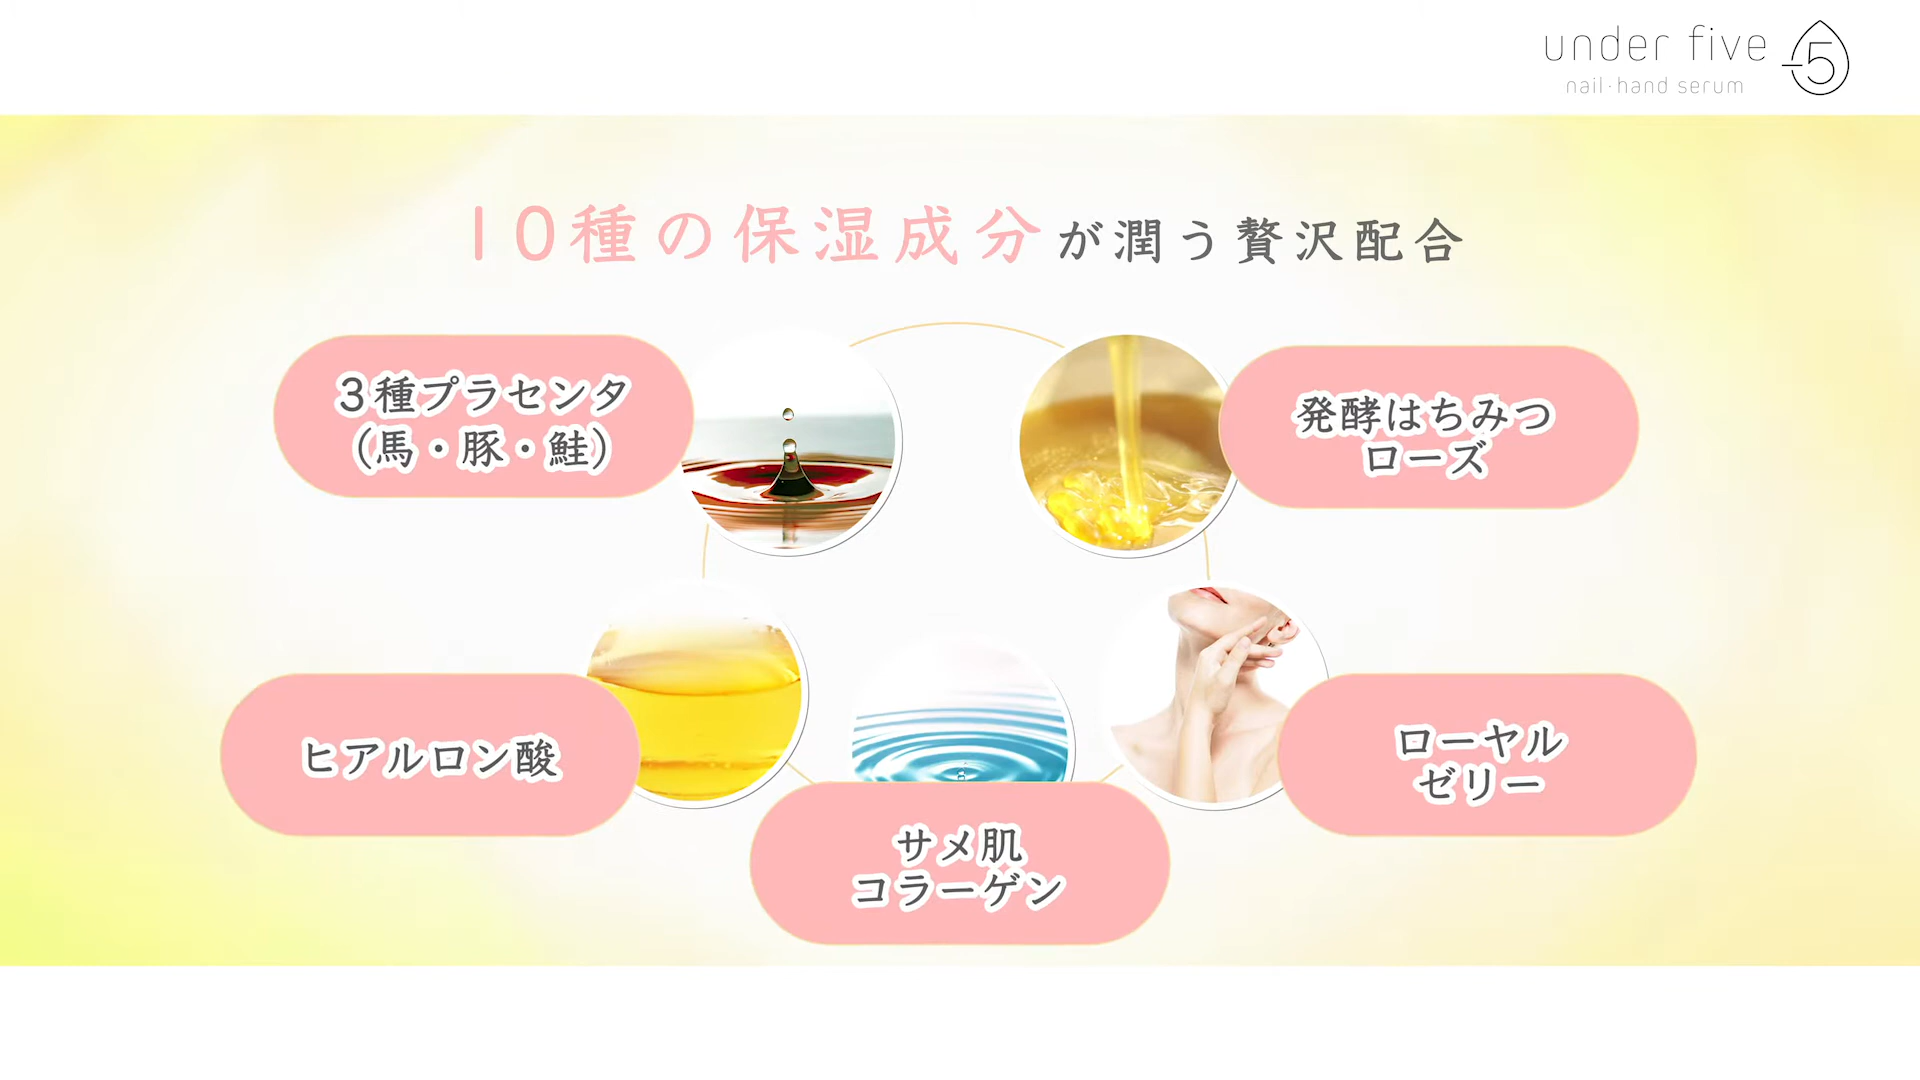 under five
-5
nail・hand serum
10種の保湿成分が潤う贅沢配合
3種プラセンタ
（馬・豚・鮭）
発酵はちみつ
ローズ
ヒアルロン酸
ローヤル
ゼリー
サメ肌
コラーゲン